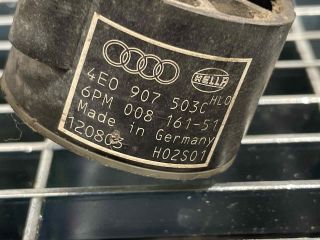 HELLA
4E0 907 503C HLO
6PM 008 161-51
Made in Germany
120803 H02S01